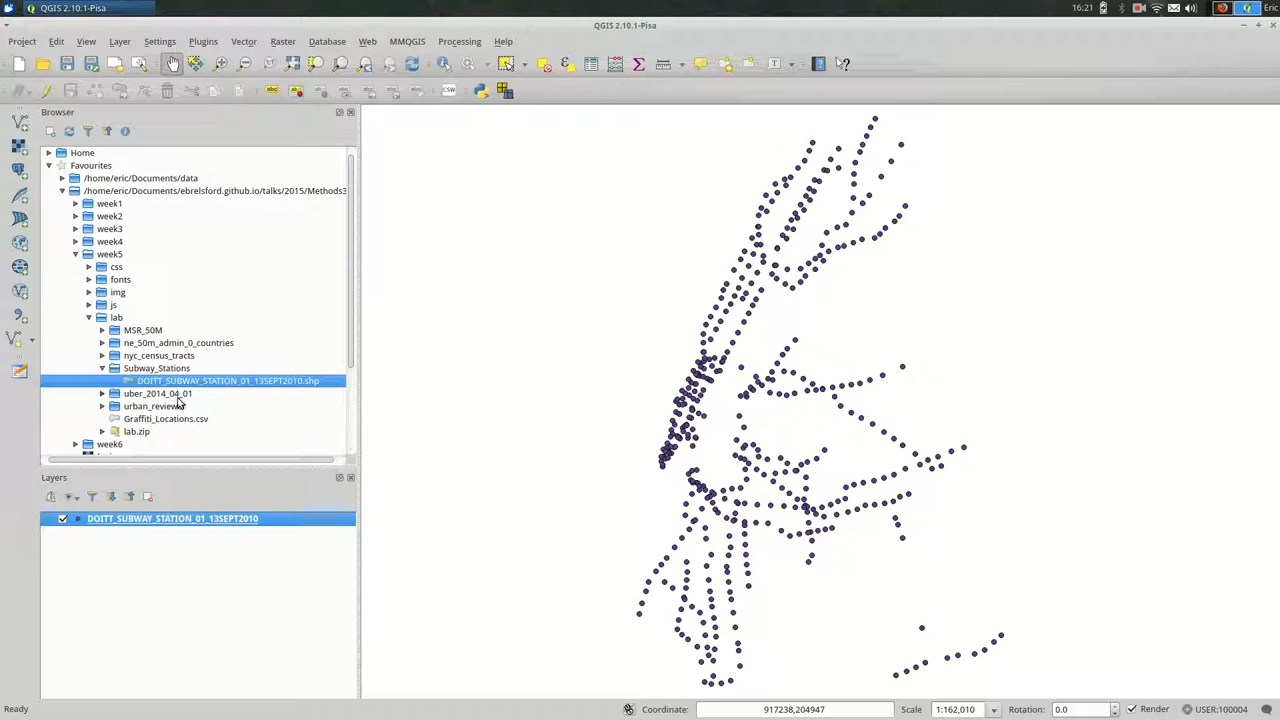 QGIS 2.10.1-Pisa
16:21
Eric
QGIS 2.10.1-Pisa
Project Edit View Layer Settings Plugins Vector Raster Database Web MMQGIS Processing Help
CSW
Browser
Home
Favourites
/home/eric/Documents/data
/home/eric/Documents/ebrelsford.github.io/talks/2015/Methods3
week1
week2
week3
week4
week5
css
fonts
img
js
lab
MSR_50M
ne_50m_admin_0_countries
nyc_census_tracts
Subway_Stations
DOITT_SUBWAY_STATION_01_13SEPT2010.shp
uber_2014_04_01
Graffiti_Locations.csv
lab.zip
week6
Layers
DOITT_SUBWAY_STATION_01_13SEPT2010
Ready
Coordinate: 917238,204947 Scale 1:162,010 Rotation: 0.0 Render USER:100004